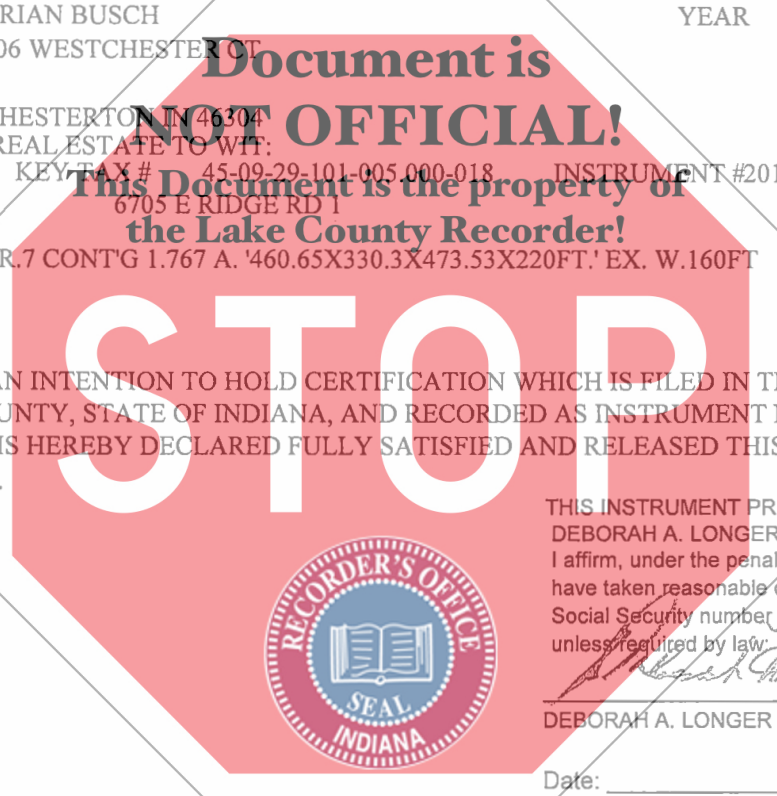 RIAN BUSCH YEAR
06 WESTCHESTER CT
Document is
HESTERTON IN 46304
NOT OFFICIAL!
REAL ESTATE TO WIT:
KEY TAX # 45-09-29-101-005.000-018 INSTRUMENT #201
This Document is the property of
6705 E RIDGE RD 1
the Lake County Recorder!
R.7 CONT'G 1.767 A. '460.65X330.3X473.53X220FT.' EX. W.160FT
STOP
AN INTENTION TO HOLD CERTIFICATION WHICH IS FILED IN T
UNTY, STATE OF INDIANA, AND RECORDED AS INSTRUMENT
IS HEREBY DECLARED FULLY SATISFIED AND RELEASED THIS
THIS INSTRUMENT PR
DEBORAH A. LONGER
I affirm, under the penal
have taken reasonable
Social Security number
unless required by law:
RECORDER'S OFFICE
SEAL
INDIANA
DEBORAH A. LONGER
Date: